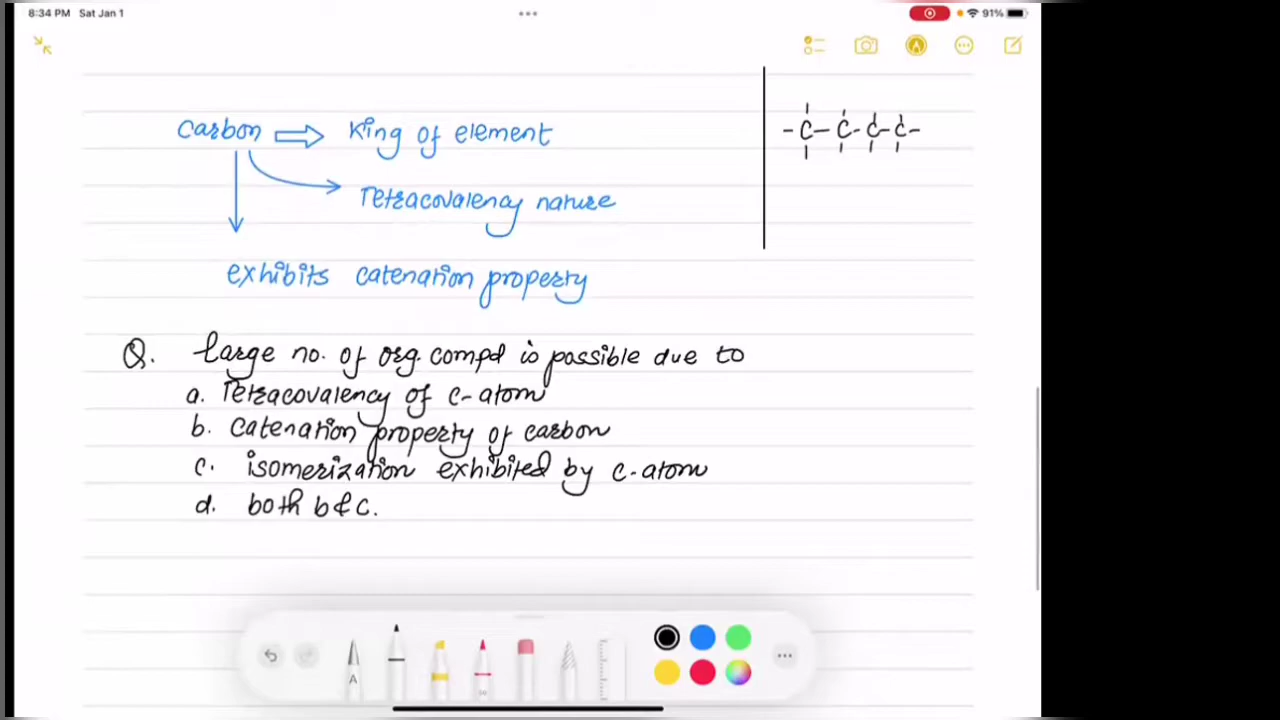 8:34 PM Sat Jan 1
91%
Carbon ⇒ King of element
Tetracovalency nature
exhibits catenation property
-C-C-C-C-
Q. Large no. of org. compd is possible due to
a. Tetracovalency of c-atom
b. Catenation property of carbon
c. isomerization exhibited by c-atom
d. both b & c.
A
50